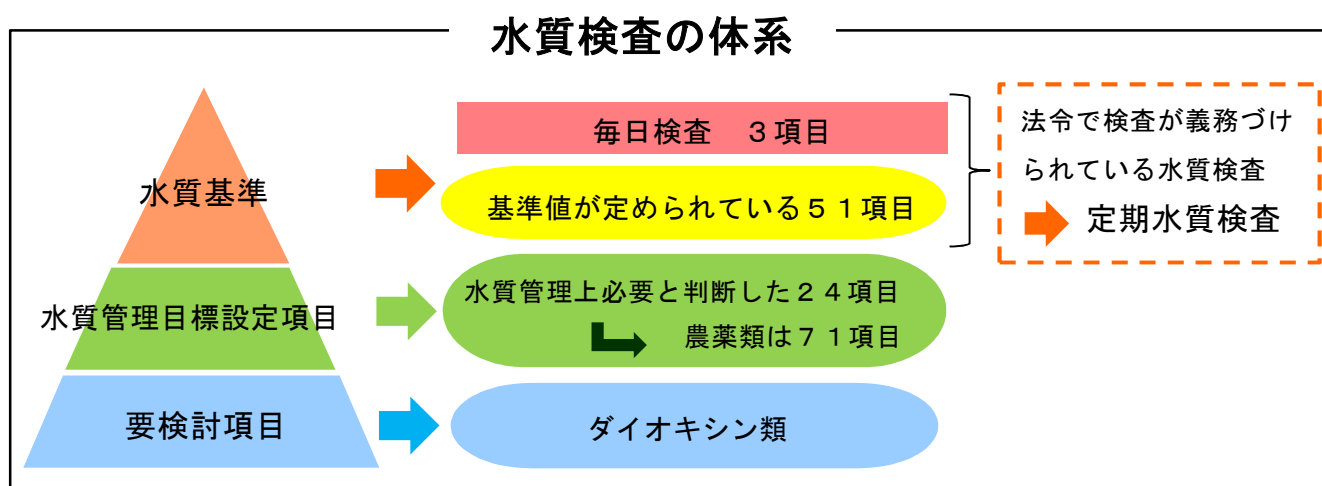 水質検査の体系
水質基準
毎日検査　３項目
基準値が定められている５１項目
法令で検査が義務づけ
られている水質検査
定期水質検査
水質管理目標設定項目
水質管理上必要と判断した２４項目
農薬類は７１項目
要検討項目
ダイオキシン類